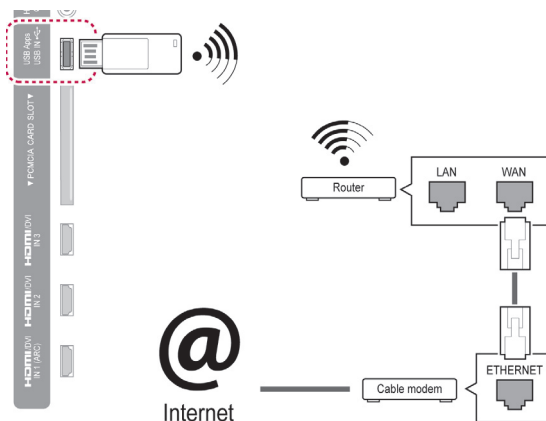 USB Apps
USB IN
▼ PCMCIA CARD SLOT ▼
HDMI/DVI
IN 3
HDMI/DVI
IN 2
HDMI/DVI
IN 1 (ARC)
Router
LAN
WAN
ETHERNET
Cable modem
@
Internet